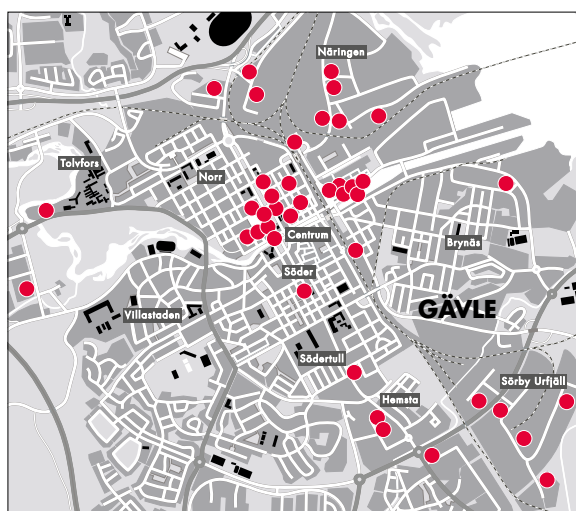 Näringen
Tolvfors
Norr
Centrum
Brynäs
Söder
Villastaden
GÄVLE
Södertull
Sörby Urfjäll
Hemsta